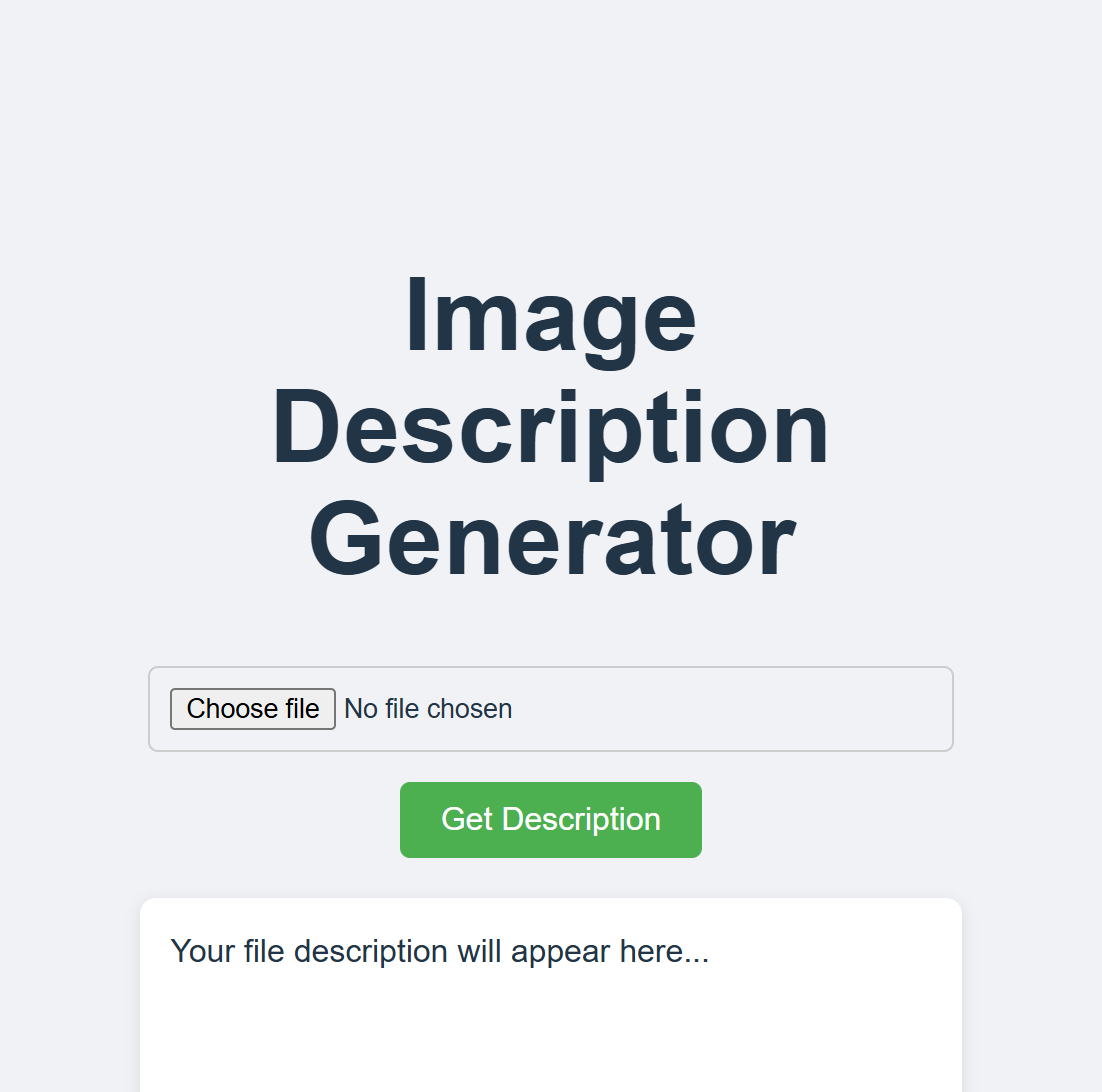 Image
Description
Generator
Choose file No file chosen
Get Description
Your file description will appear here...